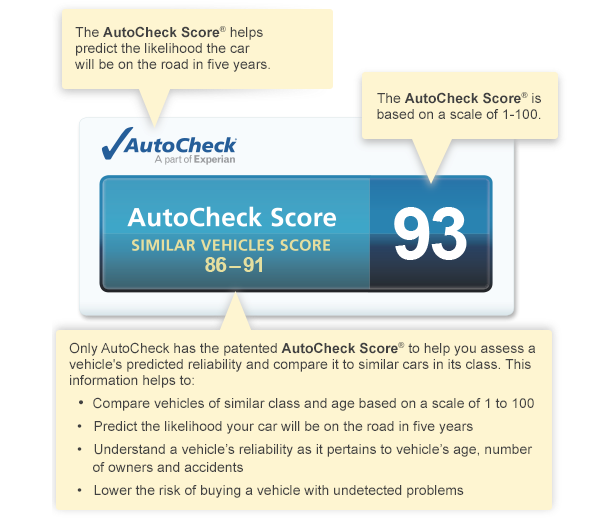 The AutoCheck Score® helps
predict the likelihood the car
will be on the road in five years.
The AutoCheck Score® is
based on a scale of 1-100.
AutoCheck
A part of Experian
AutoCheck Score
SIMILAR VEHICLES SCORE
86–91
93
Only AutoCheck has the patented AutoCheck Score® to help you assess a
vehicle's predicted reliability and compare it to similar cars in its class. This
information helps to:
• Compare vehicles of similar class and age based on a scale of 1 to 100
• Predict the likelihood your car will be on the road in five years
• Understand a vehicle’s reliability as it pertains to vehicle’s age, number
of owners and accidents
• Lower the risk of buying a vehicle with undetected problems